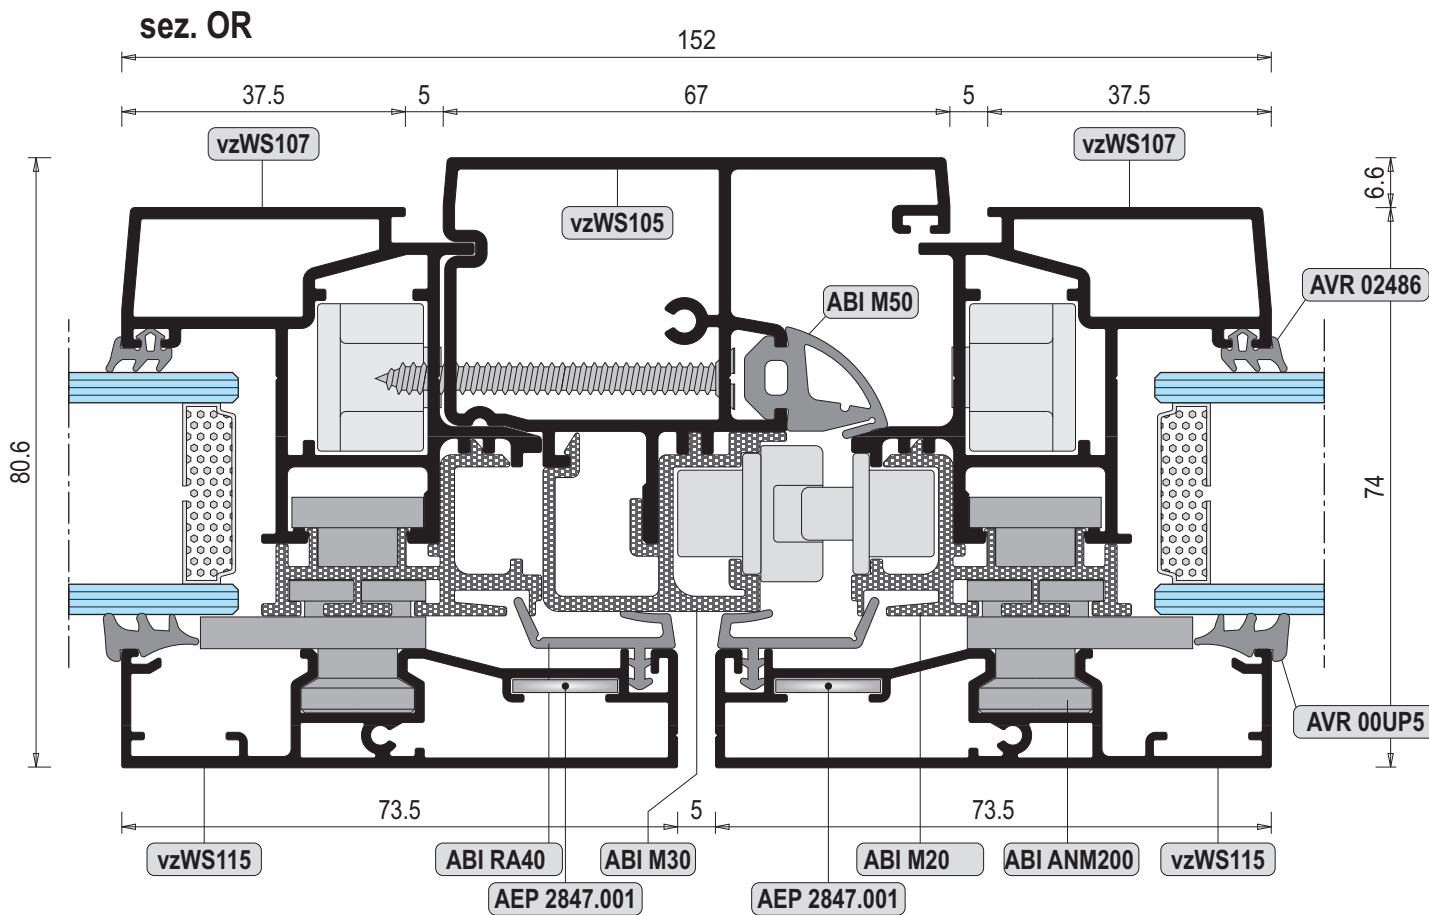 sez. OR
152
37.5
5
67
5
37.5
vzWS107
vzWS107
6.6
vzWS105
AVR 02486
ABI M50
80.6
74
AVR 00UP5
73.5
5
73.5
vzWS115
ABI RA40
ABI M30
ABI M20
ABI ANM200
vzWS115
AEP 2847.001
AEP 2847.001